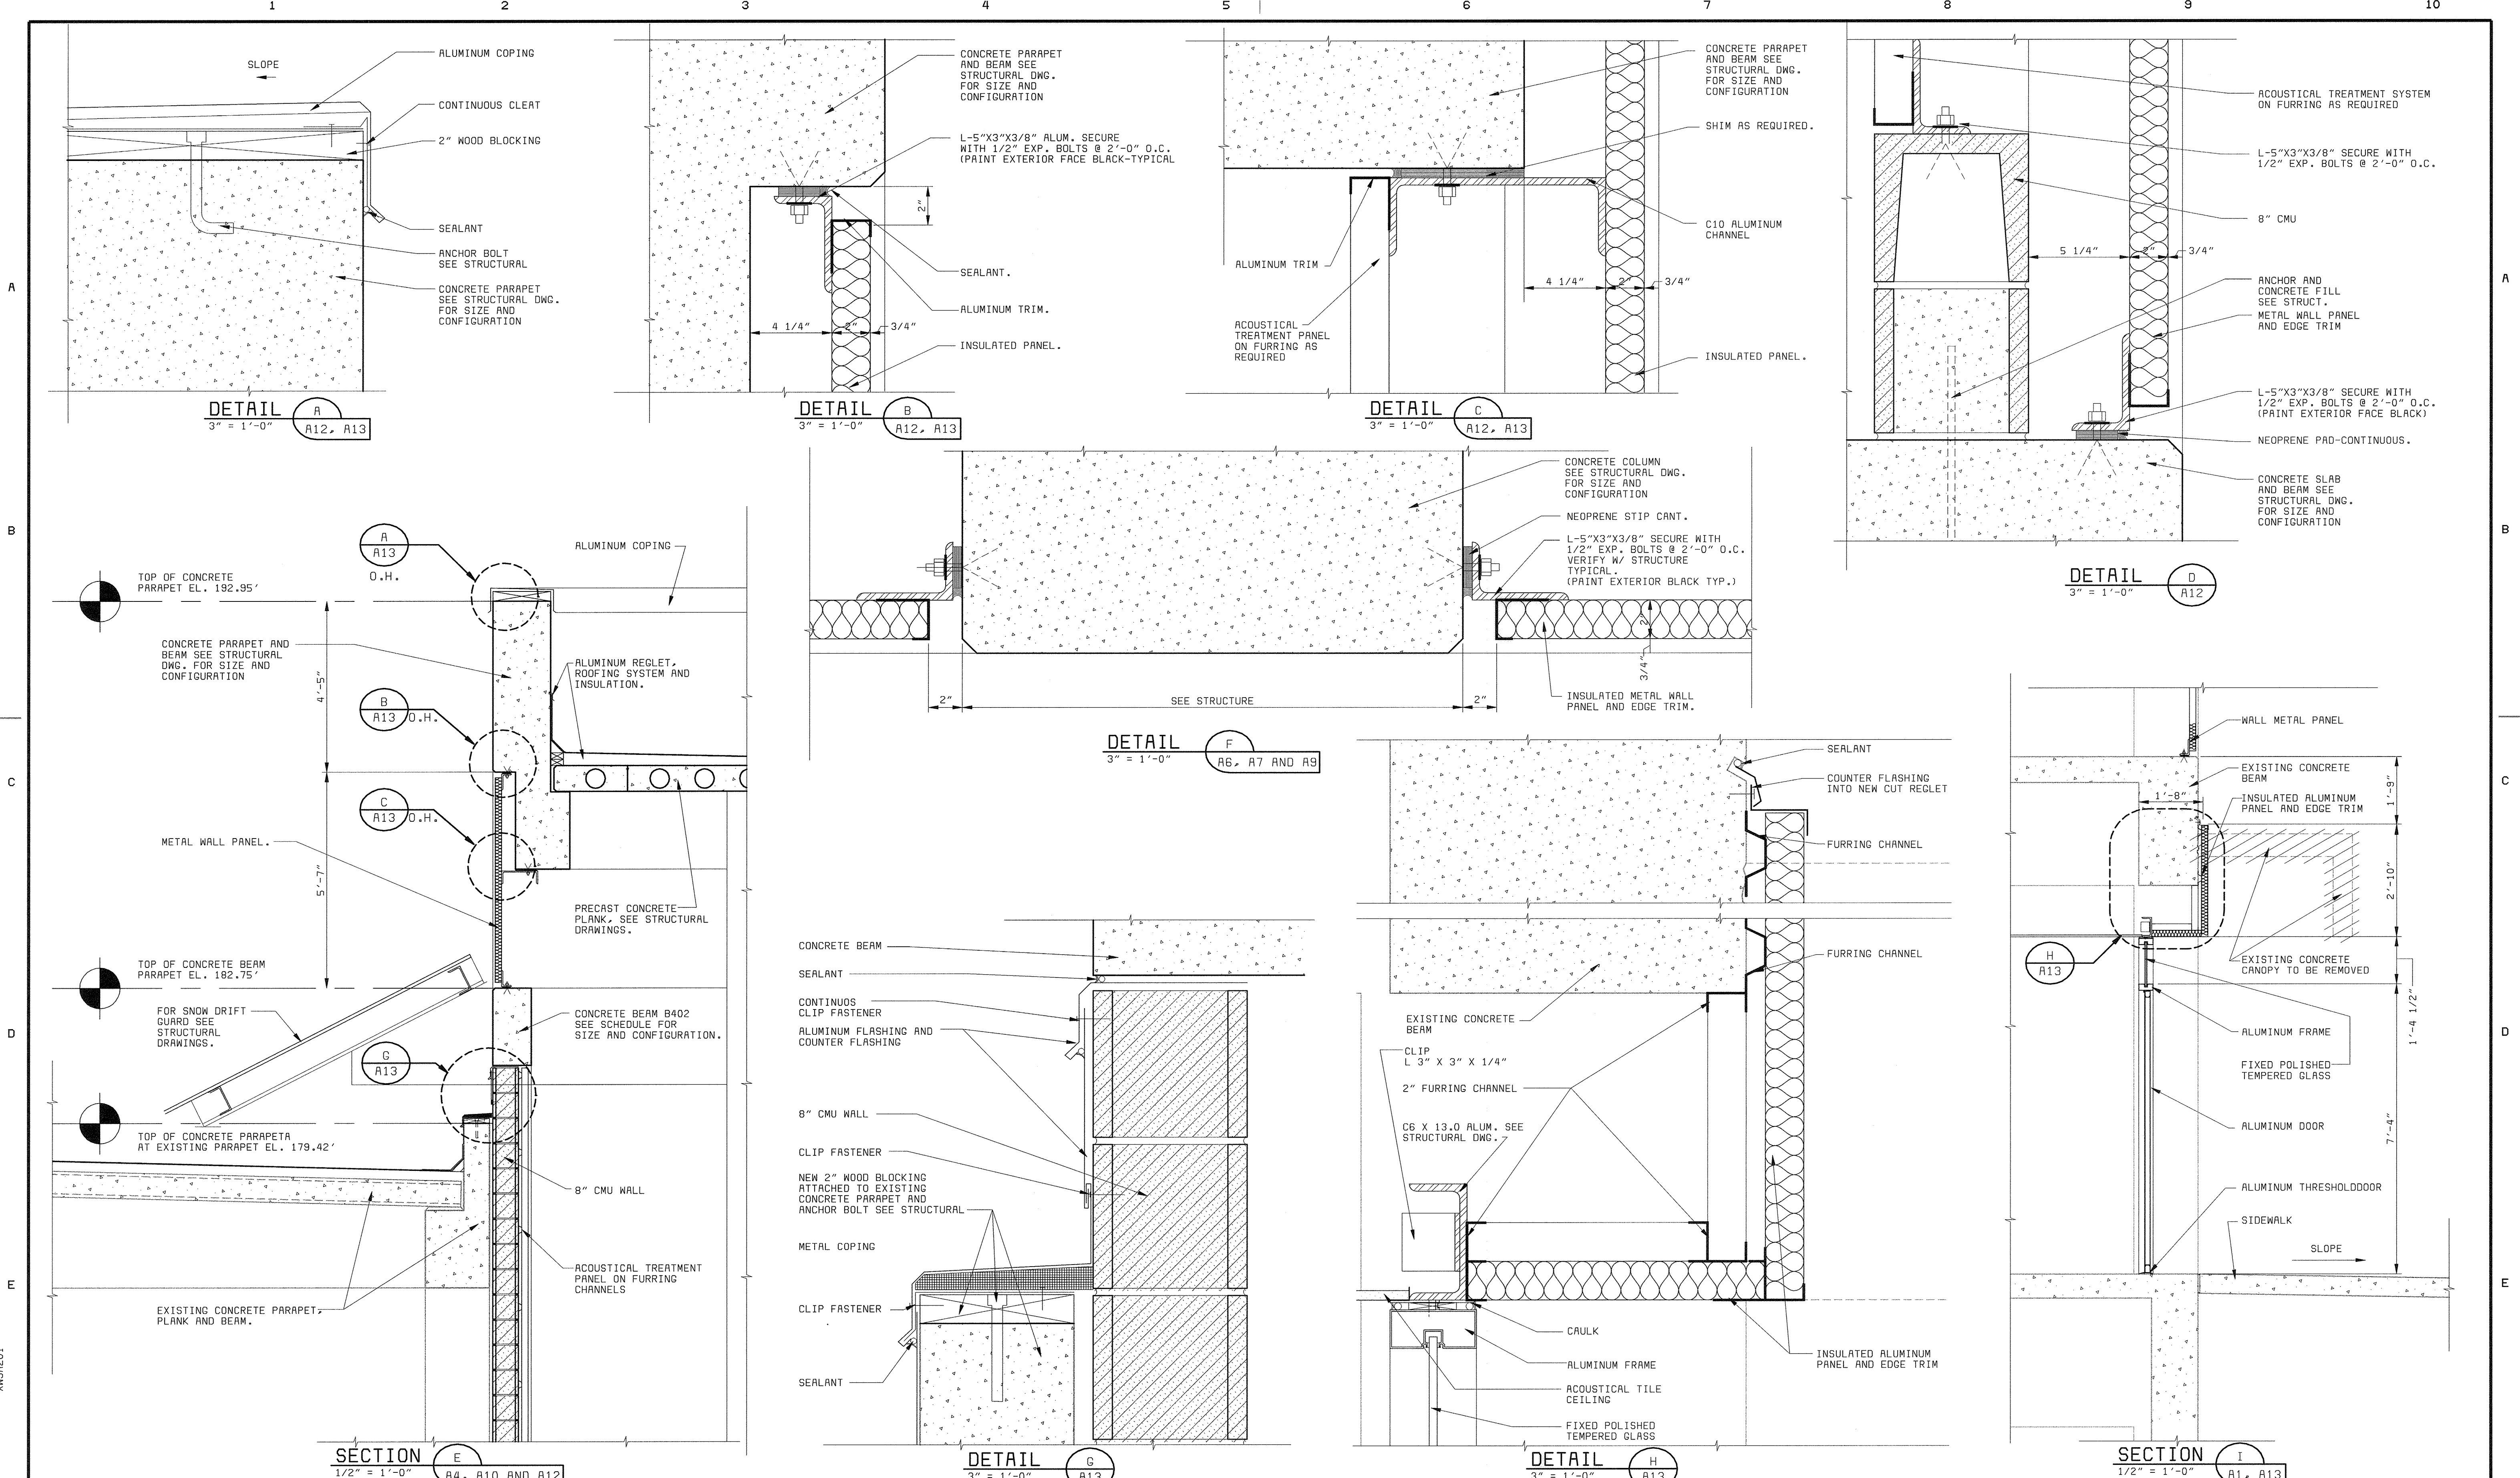 1 2 3 4 5 6 7 8 9 10
A
B
C
D
E
A
B
C
D
E
SLOPE
ALUMINUM COPING
CONTINUOUS CLEAT
2" WOOD BLOCKING
SEALANT
ANCHOR BOLT
SEE STRUCTURAL
CONCRETE PARAPET
SEE STRUCTURAL DWG.
FOR SIZE AND
CONFIGURATION
DETAIL A
3" = 1'-0" A12, A13
CONCRETE PARAPET
AND BEAM SEE
STRUCTURAL DWG.
FOR SIZE AND
CONFIGURATION
L-5"X3"X3/8" ALUM. SECURE
WITH 1/2" EXP. BOLTS @ 2'-0" O.C.
(PAINT EXTERIOR FACE BLACK-TYPICAL
2"
SEALANT.
ALUMINUM TRIM.
4 1/4" 2" 3/4"
INSULATED PANEL.
DETAIL B
3" = 1'-0" A12, A13
CONCRETE PARAPET
AND BEAM SEE
STRUCTURAL DWG.
FOR SIZE AND
CONFIGURATION
SHIM AS REQUIRED.
C10 ALUMINUM
CHANNEL
ALUMINUM TRIM
4 1/4" 2" 3/4"
ACOUSTICAL
TREATMENT PANEL
ON FURRING AS
REQUIRED
INSULATED PANEL.
DETAIL C
3" = 1'-0" A12, A13
ACOUSTICAL TREATMENT SYSTEM
ON FURRING AS REQUIRED
L-5"X3"X3/8" SECURE WITH
1/2" EXP. BOLTS @ 2'-0" O.C.
8" CMU
5 1/4" 2" 3/4"
ANCHOR AND
CONCRETE FILL
SEE STRUCT.
METAL WALL PANEL
AND EDGE TRIM
L-5"X3"X3/8" SECURE WITH
1/2" EXP. BOLTS @ 2'-0" O.C.
(PAINT EXTERIOR FACE BLACK)
NEOPRENE PAD-CONTINUOUS.
CONCRETE SLAB
AND BEAM SEE
STRUCTURAL DWG.
FOR SIZE AND
CONFIGURATION
DETAIL D
3" = 1'-0" A12
CONCRETE COLUMN
SEE STRUCTURAL DWG.
FOR SIZE AND
CONFIGURATION
NEOPRENE STIP CANT.
L-5"X3"X3/8" SECURE WITH
1/2" EXP. BOLTS @ 2'-0" O.C.
VERIFY W/ STRUCTURE
TYPICAL.
(PAINT EXTERIOR BLACK TYP.)
2"
3/4"
INSULATED METAL WALL
PANEL AND EDGE TRIM.
2" SEE STRUCTURE 2"
DETAIL F
3" = 1'-0" A6, A7 AND A9
A
A13
O.H.
ALUMINUM COPING
TOP OF CONCRETE
PARAPET EL. 192.95'
CONCRETE PARAPET AND
BEAM SEE STRUCTURAL
DWG. FOR SIZE AND
CONFIGURATION
4'-5"
ALUMINUM REGLET,
ROOFING SYSTEM AND
INSULATION.
B
A13 O.H.
C
A13 O.H.
METAL WALL PANEL.
5'-7"
PRECAST CONCRETE
PLANK, SEE STRUCTURAL
DRAWINGS.
TOP OF CONCRETE BEAM
PARAPET EL. 182.75'
FOR SNOW DRIFT
GUARD SEE
STRUCTURAL
DRAWINGS.
CONCRETE BEAM B402
SEE SCHEDULE FOR
SIZE AND CONFIGURATION.
G
A13
TOP OF CONCRETE PARAPETA
AT EXISTING PARAPET EL. 179.42'
8" CMU WALL
ACOUSTICAL TREATMENT
PANEL ON FURRING
CHANNELS
EXISTING CONCRETE PARAPET,
PLANK AND BEAM.
SECTION E
1/2" = 1'-0" A4, A10 AND A12
CONCRETE BEAM
SEALANT
CONTINUOS
CLIP FASTENER
ALUMINUM FLASHING AND
COUNTER FLASHING
8" CMU WALL
CLIP FASTENER
NEW 2" WOOD BLOCKING
ATTACHED TO EXISTING
CONCRETE PARAPET AND
ANCHOR BOLT SEE STRUCTURAL
METAL COPING
CLIP FASTENER
SEALANT
DETAIL G
3" = 1'-0" A13
SEALANT
COUNTER FLASHING
INTO NEW CUT REGLET
FURRING CHANNEL
FURRING CHANNEL
EXISTING CONCRETE
BEAM
CLIP
L 3" X 3" X 1/4"
2" FURRING CHANNEL
C6 X 13.0 ALUM. SEE
STRUCTURAL DWG.
CAULK
ALUMINUM FRAME
INSULATED ALUMINUM
PANEL AND EDGE TRIM
ACOUSTICAL TILE
CEILING
FIXED POLISHED
TEMPERED GLASS
DETAIL H
3" = 1'-0" A13
WALL METAL PANEL
EXISTING CONCRETE
BEAM
1'-8"
1'-9"
INSULATED ALUMINUM
PANEL AND EDGE TRIM
2'-10"
H
A13
EXISTING CONCRETE
CANOPY TO BE REMOVED
1'-4 1/2"
ALUMINUM FRAME
FIXED POLISHED
TEMPERED GLASS
ALUMINUM DOOR
7'-4"
ALUMINUM THRESHOLDDOOR
SIDEWALK
SLOPE
SECTION I
1/2" = 1'-0" A1, A13